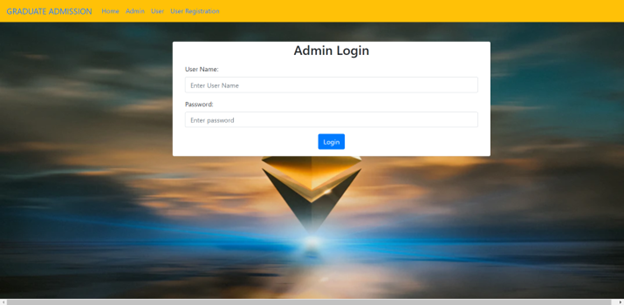 GRADUATE ADMISSION Home Admin User User Registration
Admin Login
User Name:
Enter User Name
Password:
Enter password
Login